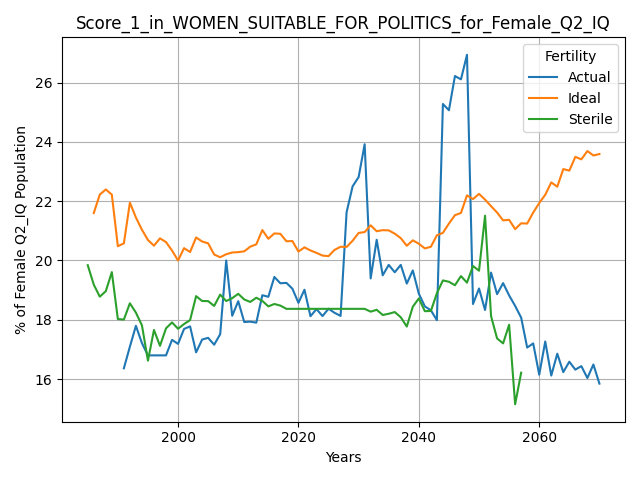 Score_1_in_WOMEN_SUITABLE_FOR_POLITICS_for_Female_Q2_IQ
Fertility
Actual
Ideal
Sterile
% of Female Q2_IQ Population
26
24
22
20
18
16
2000
2020
2040
2060
Years